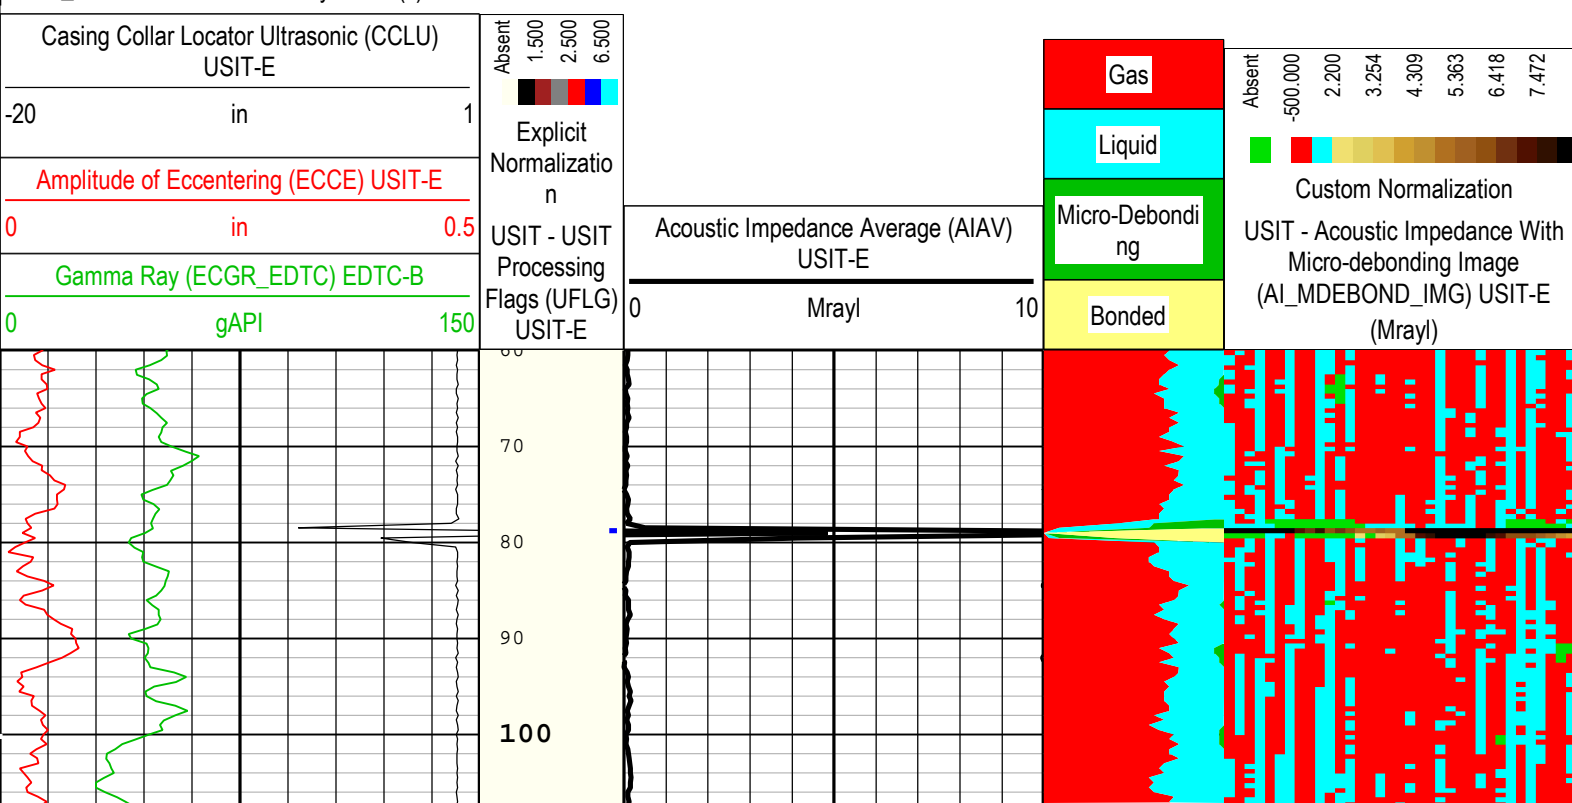 Casing Collar Locator Ultrasonic (CCLU)
USIT-E
-20 in 1
Amplitude of Eccentering (ECCE) USIT-E
0 in 0.5
Gamma Ray (ECGR_EDTC) EDTC-B
0 gAPI 150
Absent
1.500
2.500
6.500
Explicit
Normalizatio
n
USIT - USIT
Processing
Flags (UFLG)
USIT-E
Acoustic Impedance Average (AIAV)
USIT-E
0 Mrayl 10
Gas
Liquid
Micro-Debondi
ng
Bonded
Absent
-500.000
2.200
3.254
4.309
5.363
6.418
7.472
Custom Normalization
USIT - Acoustic Impedance With
Micro-debonding Image
(AI_MDEBOND_IMG) USIT-E
(Mrayl)
60
70
80
90
100